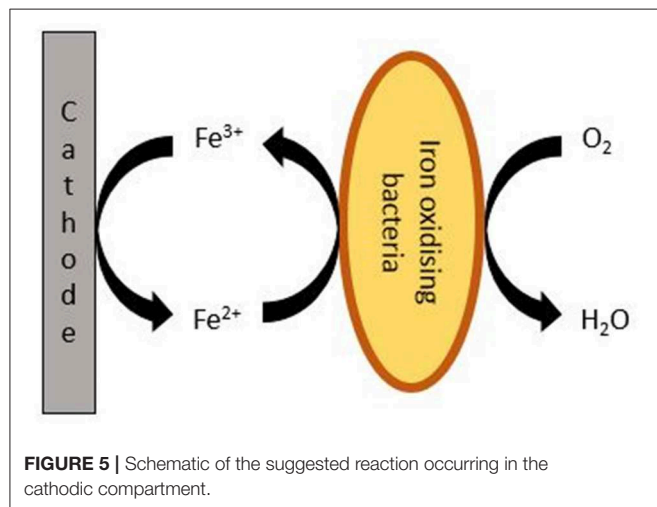 Cathode
Fe³⁺
Fe²⁺
Iron oxidising
bacteria
O₂
H₂O
FIGURE 5 | Schematic of the suggested reaction occurring in the
cathodic compartment.